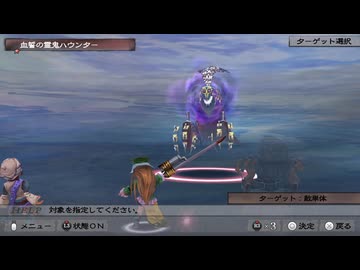 血誓の霊鬼ハウンター
ターゲット選択
ターゲット：敵単体
HELP 対象を指定してください。
メニュー 状態ON ×3 決定 戻る